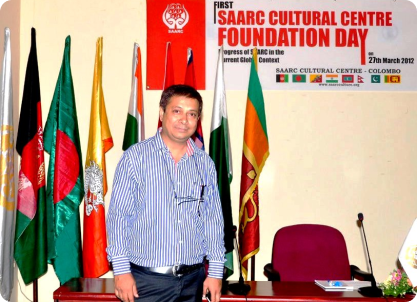 FIRST
SAARC CULTURAL CENTRE
FOUNDATION DAY
Progress of SAARC in the
Current Global Context
on
27th March 2012
SAARC
SAARC CULTURAL CENTRE - COLOMBO